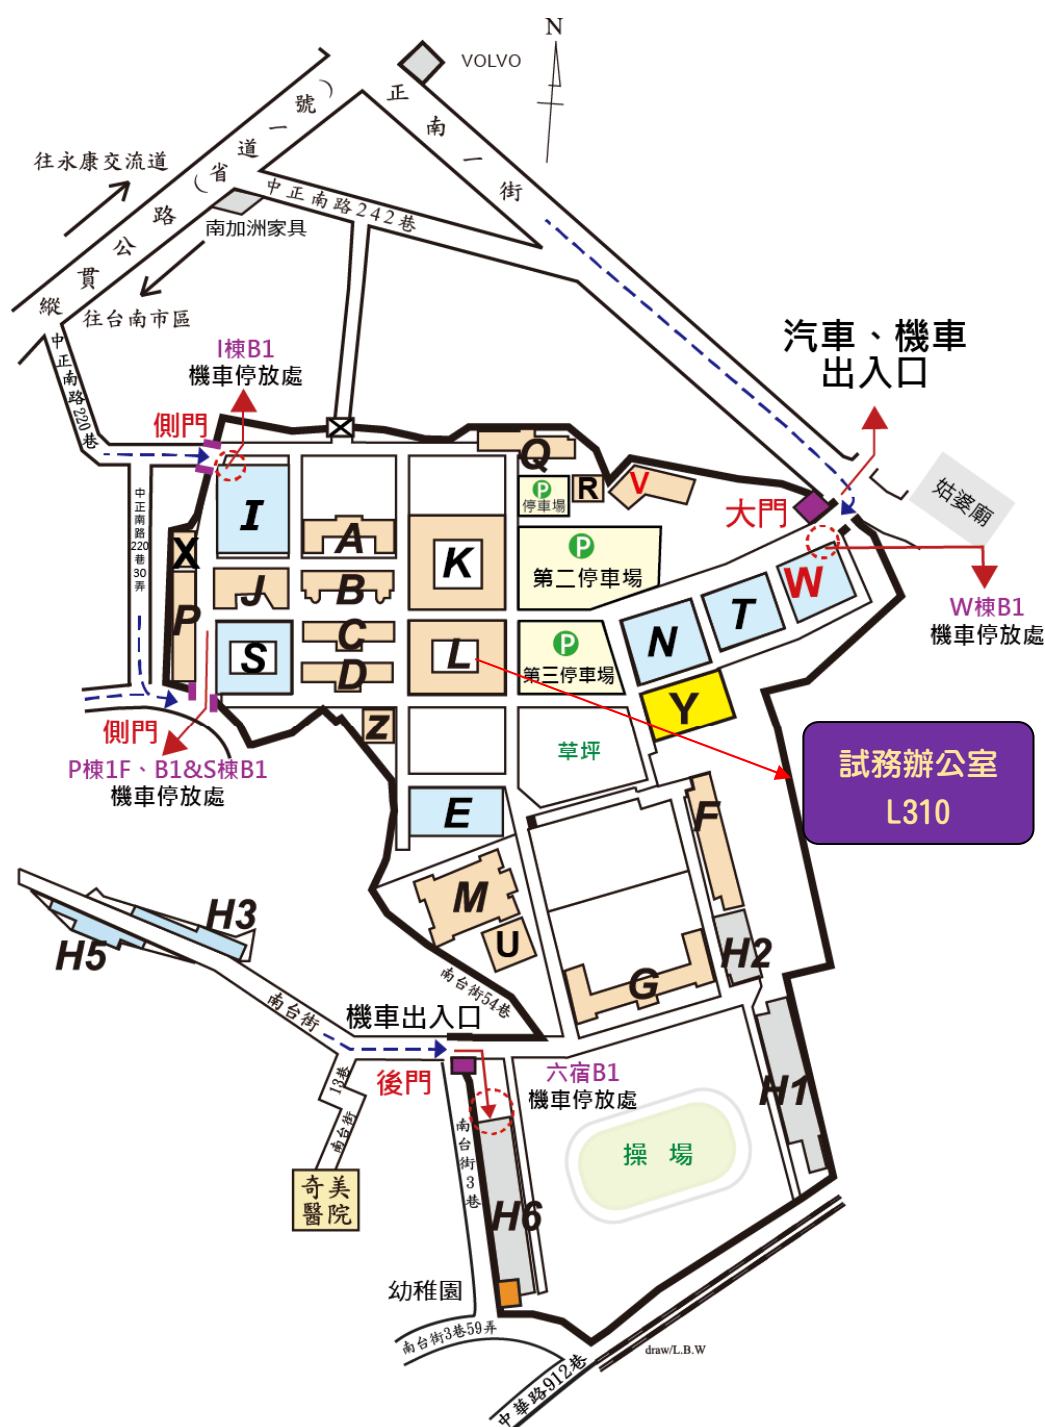 N
VOLVO
正南一街
縱貫公路（省道一號）
往永康交流道
中正南路242巷
南加洲家具
往台南市區
中正南路220巷
汽車、機車
出入口
I棟B1
機車停放處
側門
Q
P
停車場
R
V
大門
姑婆廟
中正南路220巷30弄
I
A
K
P
第二停車場
X
J
B
W
W棟B1
機車停放處
P
S
C
D
L
P
第三停車場
N
T
側門
P棟1F、B1&S棟B1
機車停放處
Z
草坪
Y
試務辦公室
L310
E
F
M
U
H3
H5
H2
G
南台街54巷
南台街
機車出入口
後門
六宿B1
機車停放處
H1
13巷
南台街
南台街3巷
操場
奇美
醫院
H6
幼稚園
南台街3巷59弄
draw/L.B.W
中華路912巷